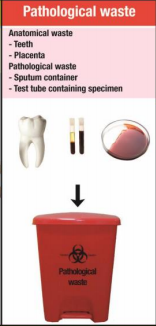 Pathological waste
Anatomical waste
- Teeth
- Placenta
Pathological waste
- Sputum container
- Test tube containing specimen
Pathological
waste